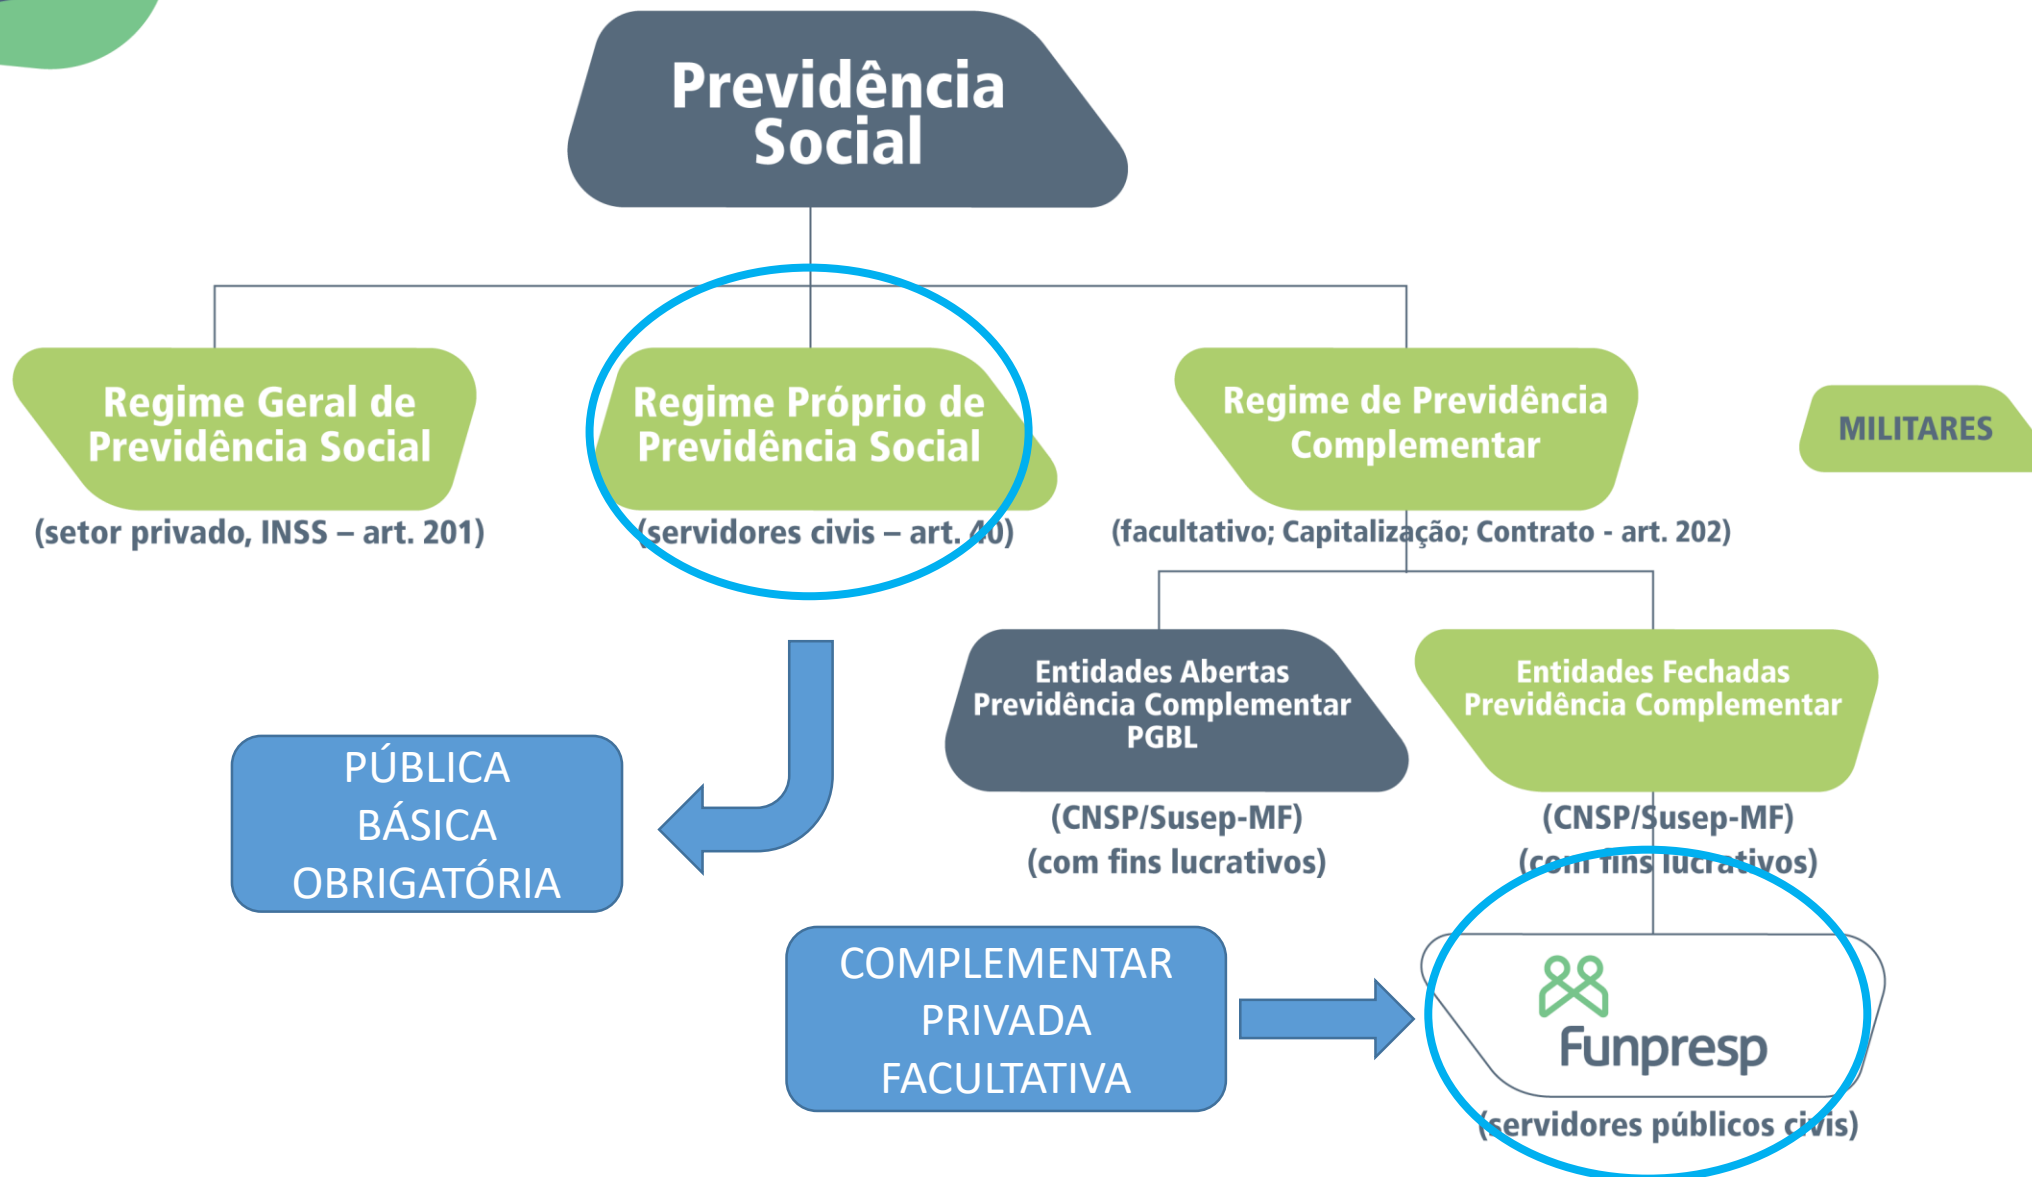 Previdência
Social
Regime Geral de
Previdência Social
(setor privado, INSS – art. 201)
Regime Próprio de
Previdência Social
(servidores civis – art. 40)
Regime de Previdência
Complementar
(facultativo; Capitalização; Contrato - art. 202)
MILITARES
Entidades Abertas
Previdência Complementar
PGBL
(CNSP/Susep-MF)
(com fins lucrativos)
Entidades Fechadas
Previdência Complementar
(CNSP/Susep-MF)
(com fins lucrativos)
PÚBLICA
BÁSICA
OBRIGATÓRIA
COMPLEMENTAR
PRIVADA
FACULTATIVA
Funpresp
(servidores públicos civis)